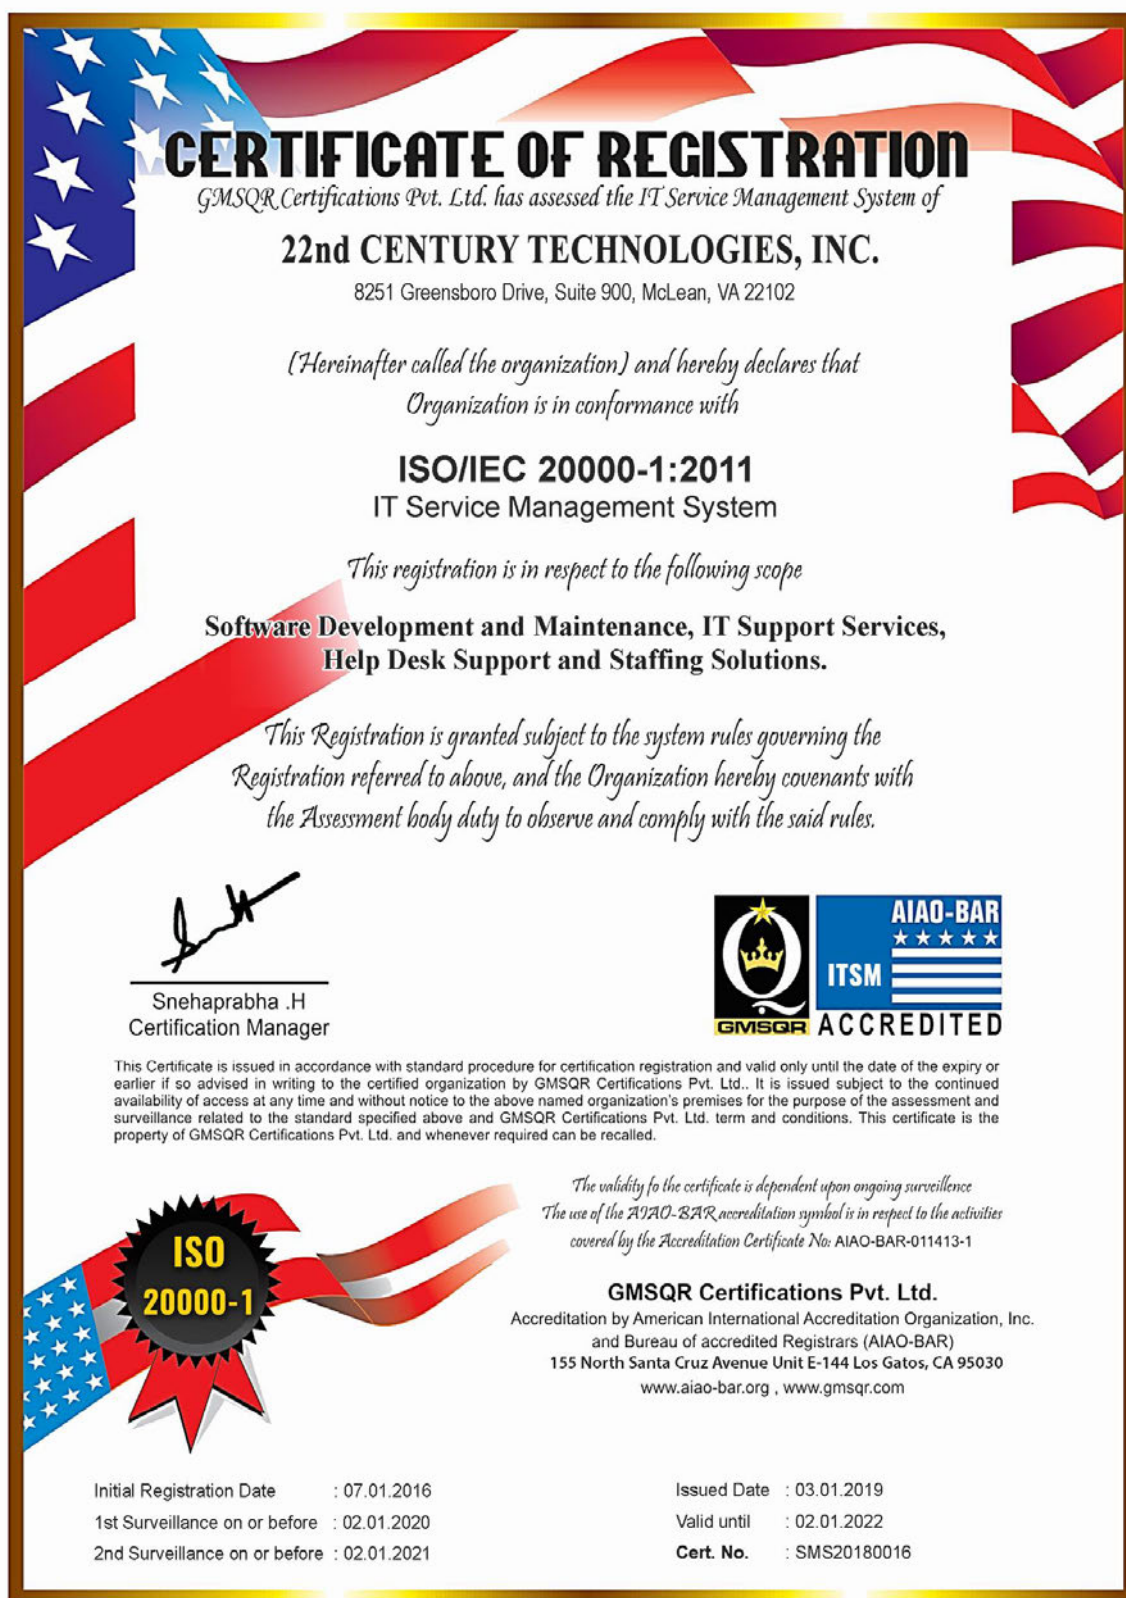 CERTIFICATE OF REGISTRATION
GMSQR Certifications Pvt. Ltd. has assessed the IT Service Management System of
22nd CENTURY TECHNOLOGIES, INC.
8251 Greensboro Drive, Suite 900, McLean, VA 22102
(Hereinafter called the organization) and hereby declares that
Organization is in conformance with
ISO/IEC 20000-1:2011
IT Service Management System
This registration is in respect to the following scope
Software Development and Maintenance, IT Support Services,
Help Desk Support and Staffing Solutions.
This Registration is granted subject to the system rules governing the
Registration referred to above, and the Organization hereby covenants with
the Assessment body duty to observe and comply with the said rules.
Snehaprabha .H
Certification Manager
Q
GMSQR
AIAO-BAR
ITSM
ACCREDITED
This Certificate is issued in accordance with standard procedure for certification registration and valid only until the date of the expiry or
earlier if so advised in writing to the certified organization by GMSQR Certifications Pvt. Ltd.. It is issued subject to the continued
availability of access at any time and without notice to the above named organization's premises for the purpose of the assessment and
surveillance related to the standard specified above and GMSQR Certifications Pvt. Ltd. term and conditions. This certificate is the
property of GMSQR Certifications Pvt. Ltd. and whenever required can be recalled.
The validity fo the certificate is dependent upon ongoing surveillence
The use of the AIAO-BAR accreditation symbol is in respect to the activities
covered by the Accreditation Certificate No: AIAO-BAR-011413-1
ISO
20000-1
GMSQR Certifications Pvt. Ltd.
Accreditation by American International Accreditation Organization, Inc.
and Bureau of accredited Registrars (AIAO-BAR)
155 North Santa Cruz Avenue Unit E-144 Los Gatos, CA 95030
www.aiao-bar.org , www.gmsqr.com
Initial Registration Date : 07.01.2016
1st Surveillance on or before : 02.01.2020
2nd Surveillance on or before : 02.01.2021
Issued Date : 03.01.2019
Valid until : 02.01.2022
Cert. No. : SMS20180016